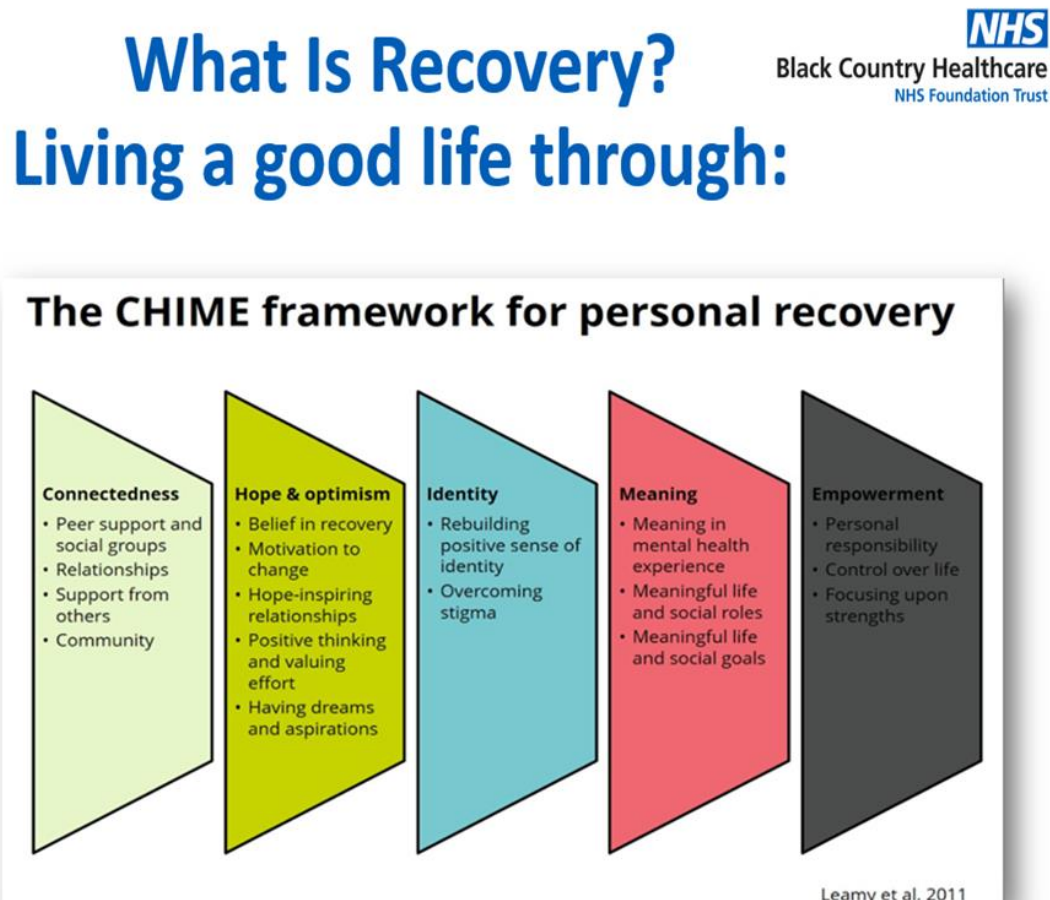 What Is Recovery?
Living a good life through:
NHS
Black Country Healthcare
NHS Foundation Trust
The CHIME framework for personal recovery
Connectedness
• Peer support and
social groups
• Relationships
• Support from
others
• Community
Hope & optimism
• Belief in recovery
• Motivation to
change
• Hope-inspiring
relationships
• Positive thinking
and valuing
effort
• Having dreams
and aspirations
Identity
• Rebuilding
positive sense of
identity
• Overcoming
stigma
Meaning
• Meaning in
mental health
experience
• Meaningful life
and social roles
• Meaningful life
and social goals
Empowerment
• Personal
responsibility
• Control over life
• Focusing upon
strengths
Leamy et al. 2011